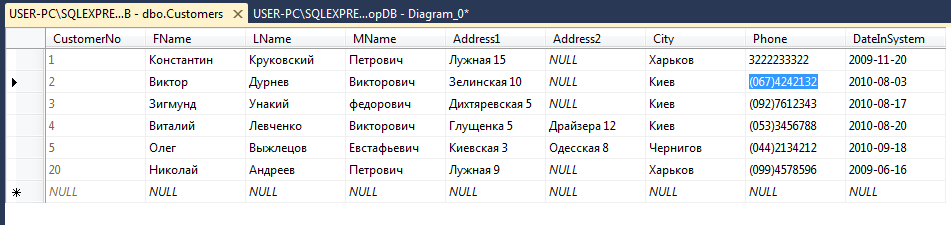 USER-PC\SQLEXPRE...B - dbo.Customers USER-PC\SQLEXPRE...opDB - Diagram_0*
CustomerNo FName LName MName Address1 Address2 City Phone DateInSystem
1 Константин Круковский Петрович Лужная 15 NULL Харьков 3222233322 2009-11-20
2 Виктор Дурнев Викторович Зелинская 10 NULL Киев (067)4242132 2010-08-03
3 Зигмунд Унакий федорович Дихтяревская 5 NULL Киев (092)7612343 2010-08-17
4 Виталий Левченко Викторович Глущенка 5 Драйзера 12 Киев (053)3456788 2010-08-20
5 Олег Выжлецов Евстафьевич Киевская 3 Одесская 8 Чернигов (044)2134212 2010-09-18
20 Николай Андреев Петрович Лужная 9 NULL Харьков (099)4578596 2009-06-16
NULL NULL NULL NULL NULL NULL NULL NULL NULL